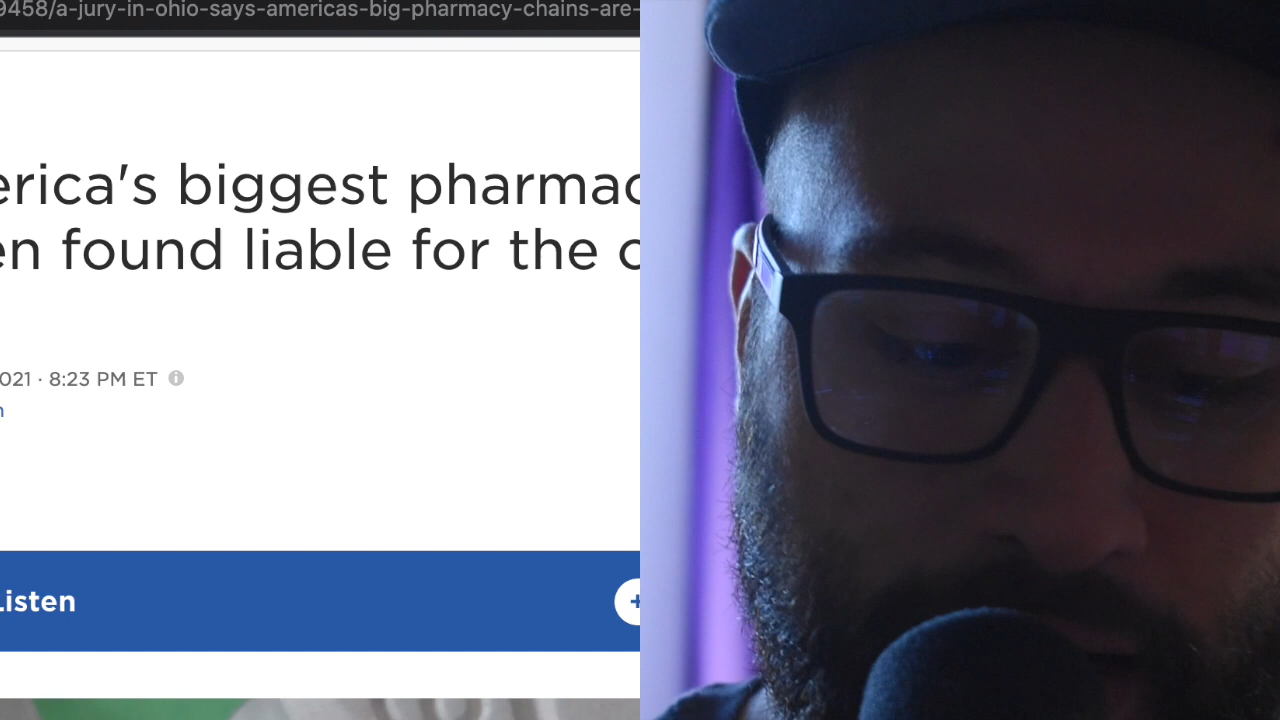 9458/a-jury-in-ohio-says-americas-big-pharmacy-chains-are-
erica's biggest pharmac
en found liable for the
021 · 8:23 PM ET
Listen